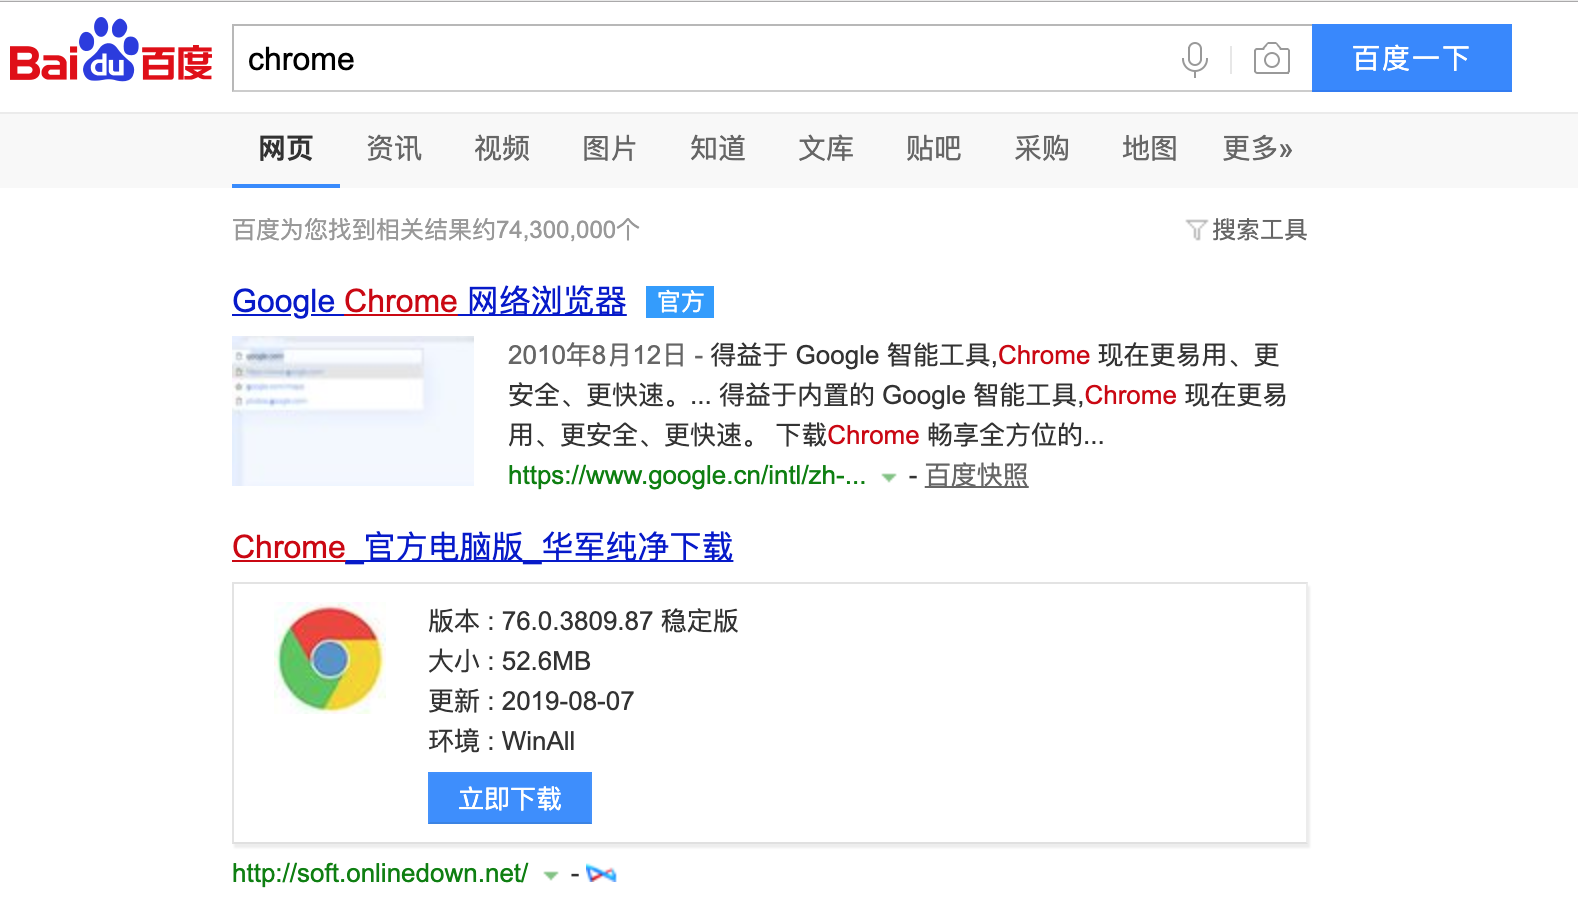 Bai du 百度
chrome
百度一下
网页 资讯 视频 图片 知道 文库 贴吧 采购 地图 更多»
百度为您找到相关结果约74,300,000个
搜索工具
Google Chrome 网络浏览器 官方
2010年8月12日 - 得益于 Google 智能工具,Chrome 现在更易用、更
安全、更快速。... 得益于内置的 Google 智能工具,Chrome 现在更易
用、更安全、更快速。 下载Chrome 畅享全方位的...
https://www.google.cn/intl/zh-... - 百度快照
Chrome_官方电脑版_华军纯净下载
版本 : 76.0.3809.87 稳定版
大小 : 52.6MB
更新 : 2019-08-07
环境 : WinAll
立即下载
http://soft.onlinedown.net/ -